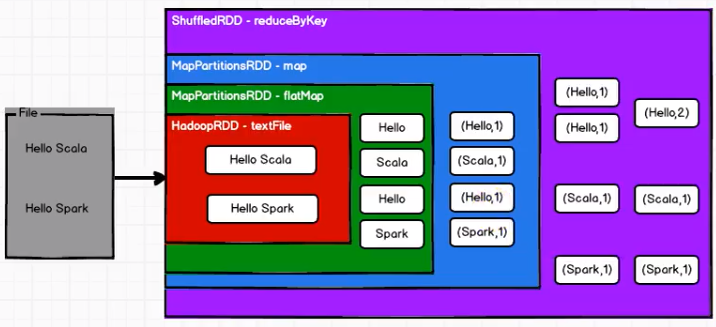 ShuffledRDD - reduceByKey
MapPartitionsRDD - map
MapPartitionsRDD - flatMap
HadoopRDD - textFile
File
Hello Scala
Hello Spark
Hello Scala
Hello Spark
Hello
Scala
Hello
Spark
(Hello,1)
(Scala,1)
(Hello,1)
(Spark,1)
(Hello,1)
(Hello,1)
(Hello,2)
(Scala,1)
(Scala,1)
(Spark,1)
(Spark,1)